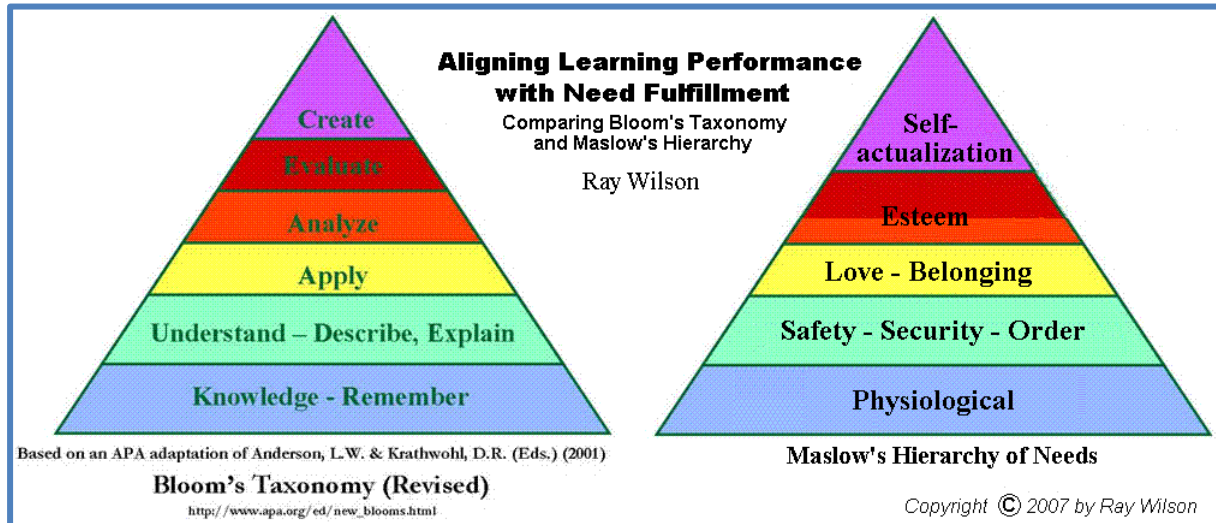 Aligning Learning Performance
with Need Fulfillment
Comparing Bloom's Taxonomy
and Maslow's Hierarchy
Ray Wilson
Create
Evaluate
Analyze
Apply
Understand – Describe, Explain
Knowledge - Remember
Based on an APA adaptation of Anderson, L.W. & Krathwohl, D.R. (Eds.) (2001)
Bloom's Taxonomy (Revised)
http://www.apa.org/ed/new_blooms.html
Self-
actualization
Esteem
Love - Belonging
Safety - Security - Order
Physiological
Maslow's Hierarchy of Needs
Copyright © 2007 by Ray Wilson